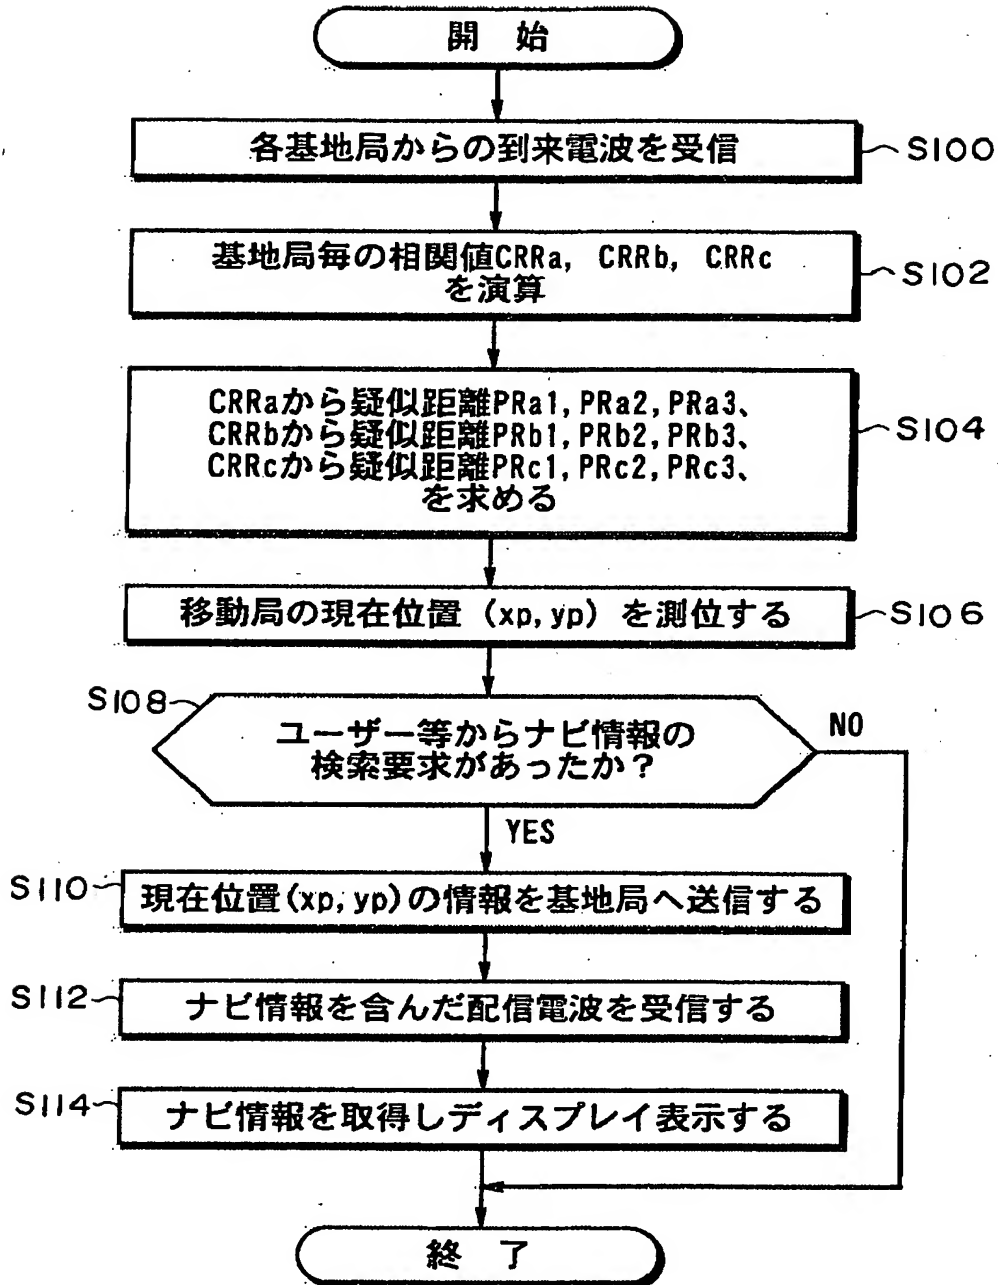 開 始
各基地局からの到来電波を受信
S100
基地局毎の相関値CRRa, CRRb, CRRc
を演算
S102
CRRaから疑似距離PRa1,PRa2,PRa3、
CRRbから疑似距離PRb1,PRb2,PRb3、
CRRcから疑似距離PRc1,PRc2,PRc3、
を求める
S104
移動局の現在位置 (xp,yp) を測位する
S106
S108
ユーザー等からナビ情報の
検索要求があったか？
NO
YES
S110
現在位置(xp,yp)の情報を基地局へ送信する
S112
ナビ情報を含んだ配信電波を受信する
S114
ナビ情報を取得しディスプレイ表示する
終 了